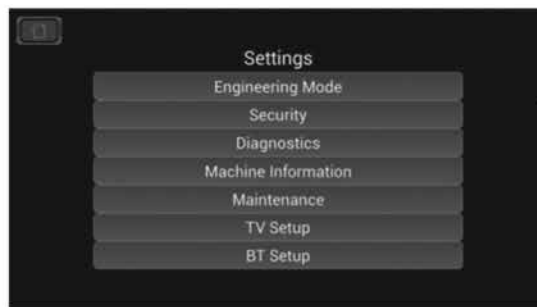 Settings
Engineering Mode
Security
Diagnostics
Machine Information
Maintenance
TV Setup
BT Setup